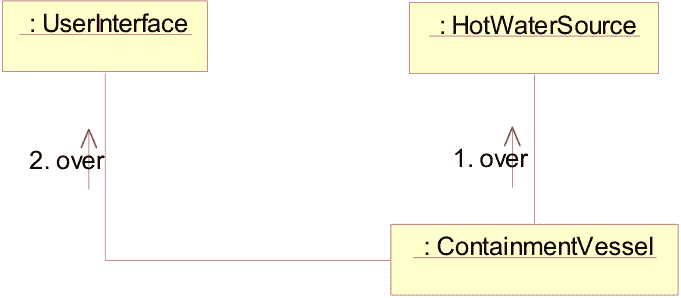 : UserInterface
: HotWaterSource
2. over
1. over
: ContainmentVessel